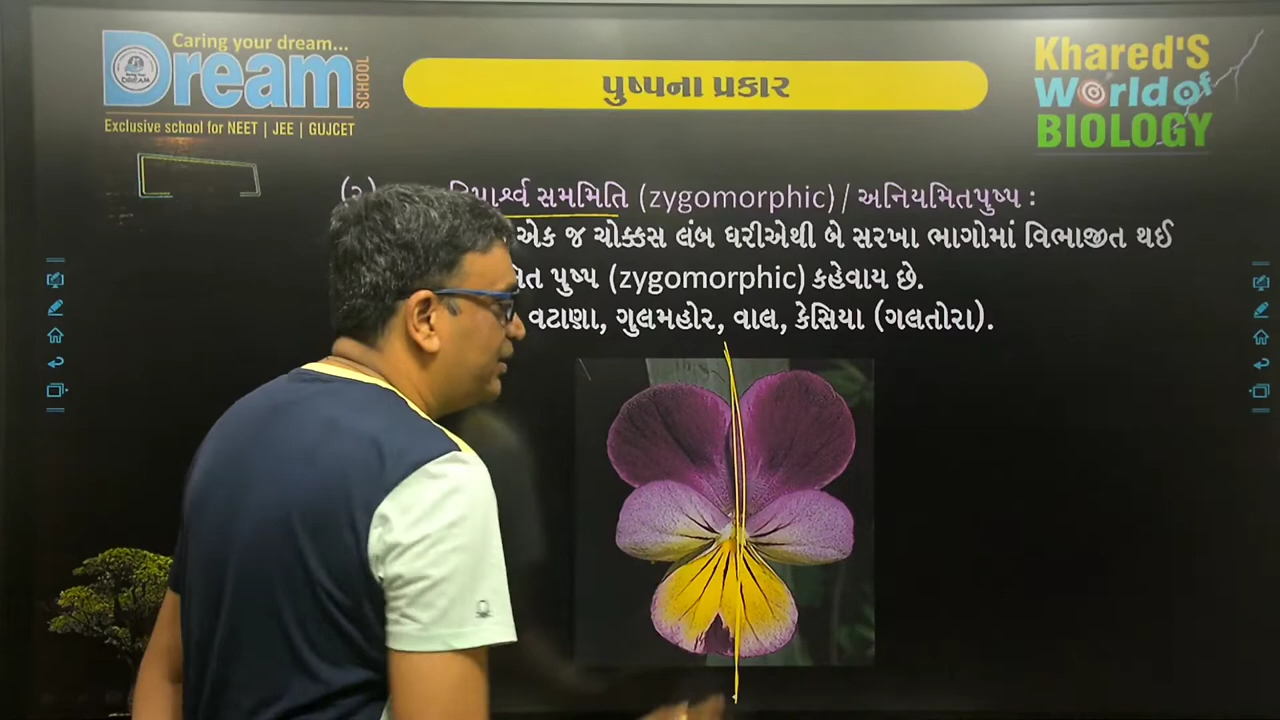 Caring your dream...
Dream
SCHOOL
Exclusive school for NEET | JEE | GUJCET
પુષ્પના પ્રકાર
Khared'S
World of
BIOLOGY
સમમિતિ (zygomorphic) / અનિયમિતપુષ્પ :
એક જ ચોક્કસ લંબ ધરીએથી બે સરખા ભાગોમાં વિભાજીત થઈ
પુષ્પ (zygomorphic) કહેવાય છે.
વટાણા, ગુલમહોર, વાલ, કેસિયા (ગલતોરા).